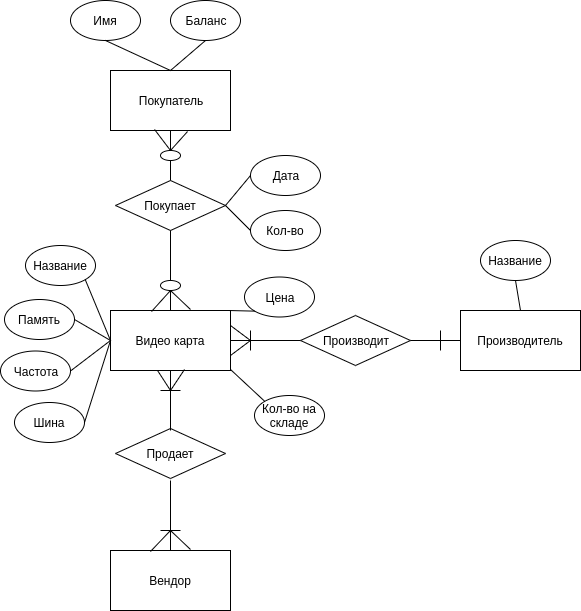 Имя
Баланс
Покупатель
Дата
Покупает
Кол-во
Название
Название
Цена
Память
Видео карта
Производит
Производитель
Частота
Кол-во на
складе
Шина
Продает
Вендор